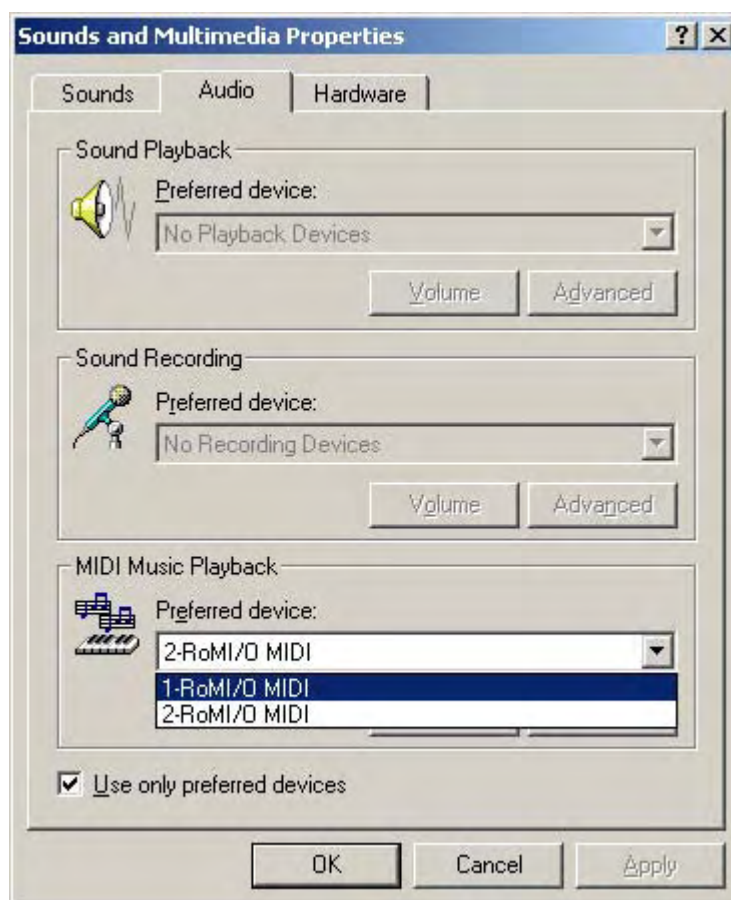 Sounds and Multimedia Properties
Sounds Audio Hardware
Sound Playback
Preferred device:
No Playback Devices
Volume Advanced
Sound Recording
Preferred device:
No Recording Devices
Volume Advanced
MIDI Music Playback
Preferred device:
2-RoMI/O MIDI
1-RoMI/O MIDI
2-RoMI/O MIDI
Use only preferred devices
OK Cancel Apply